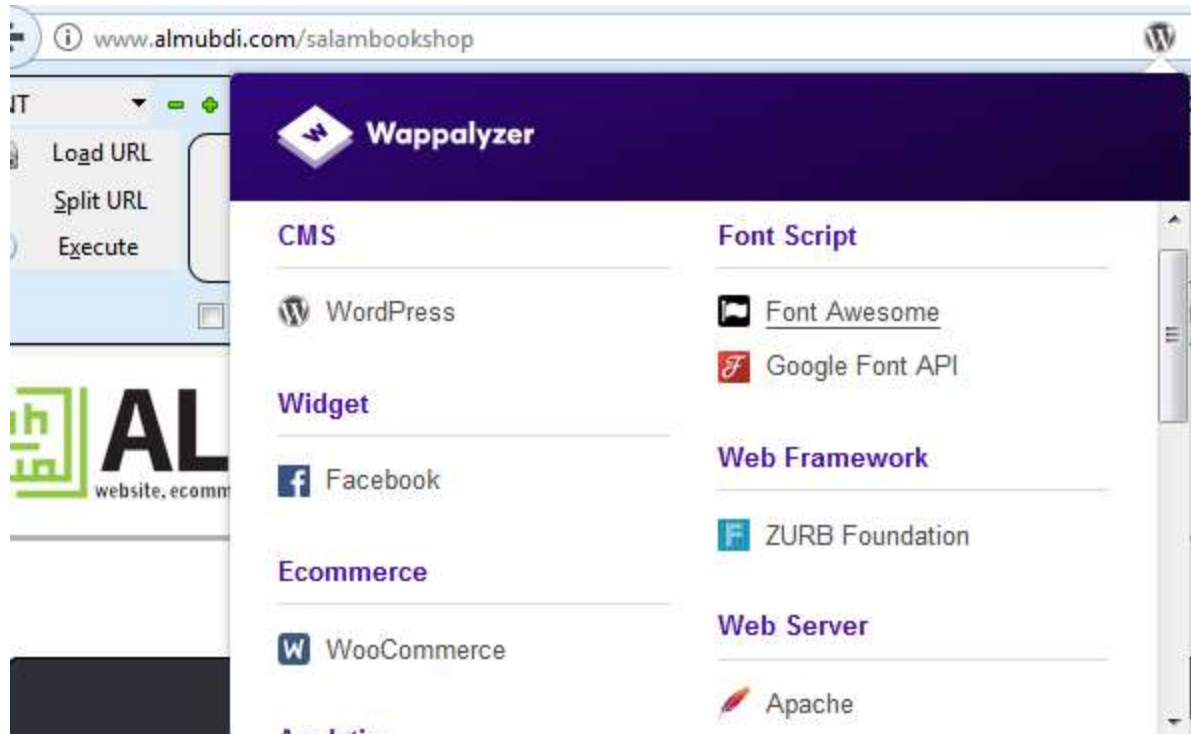 www.almubdi.com/salambookshop
Wappalyzer
Load URL
Split URL
Execute
AL
website, ecomm
CMS
WordPress
Widget
Facebook
Ecommerce
WooCommerce
Font Script
Font Awesome
Google Font API
Web Framework
ZURB Foundation
Web Server
Apache